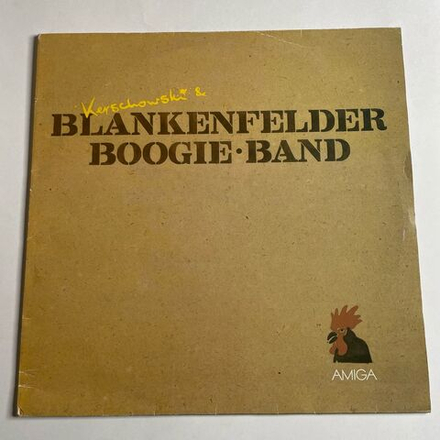 Kerschowski &
BLANKENFELDER
BOOGIE·BAND
AMIGA